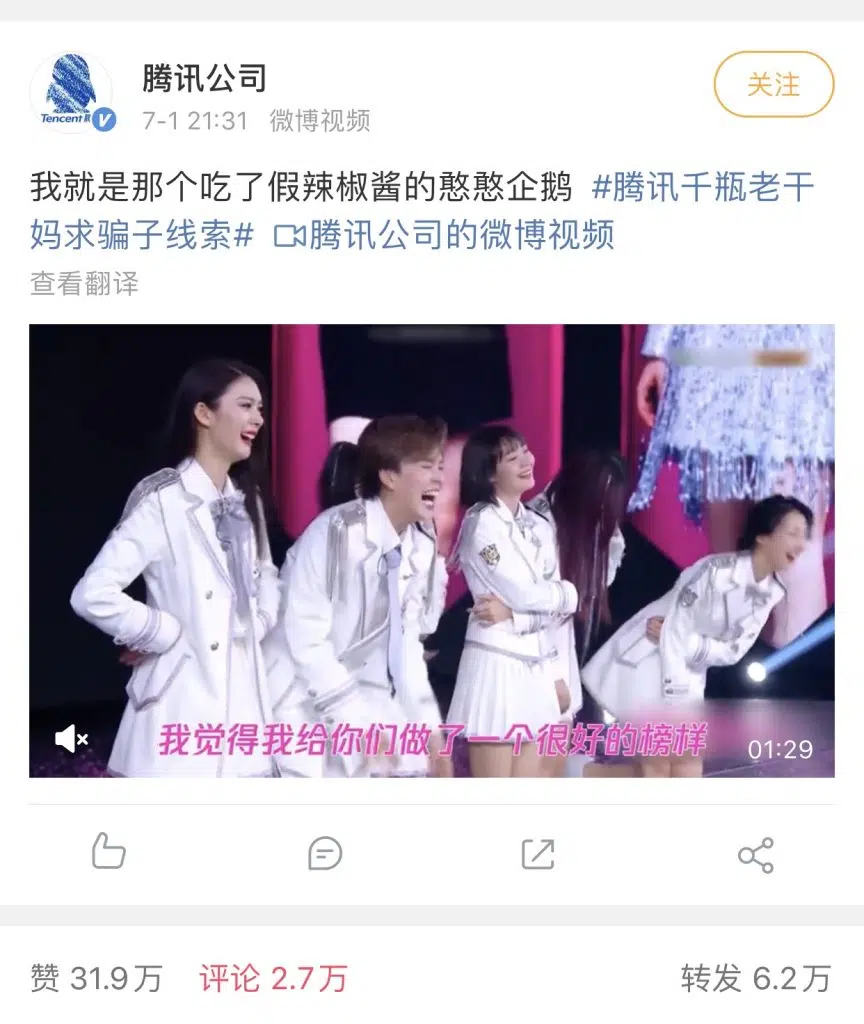 腾讯公司
关注
Tencent
7-1 21:31 微博视频
我就是那个吃了假辣椒酱的憨憨企鹅 #腾讯千瓶老干
妈求骗子线索# 腾讯公司的微博视频
查看翻译
我觉得我给你们做了一个很好的榜样
01:29
赞 31.9万 评论 2.7万 转发 6.2万